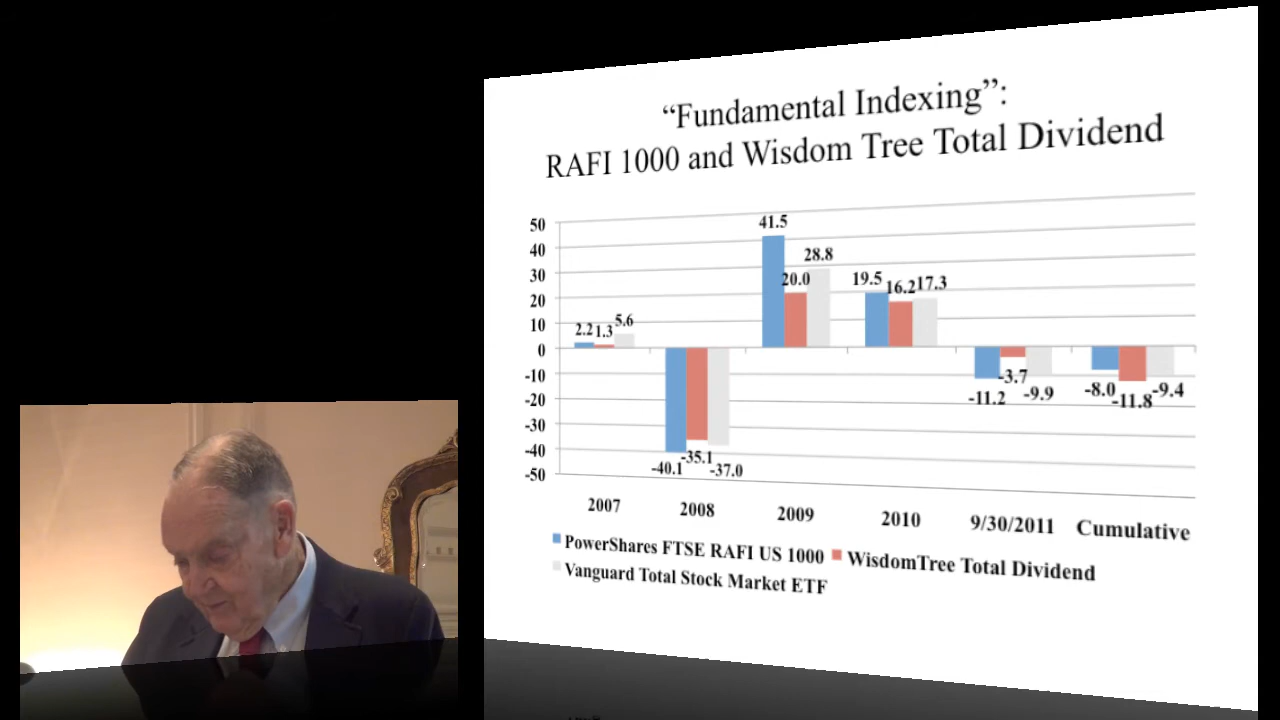 “Fundamental Indexing”:
RAFI 1000 and Wisdom Tree Total Dividend
50
40
30
20
10
0
-10
-20
-30
-40
-50
2.2 1.3 5.6
-40.1 -35.1 -37.0
41.5 20.0 28.8
19.5 16.2 17.3
-11.2 -3.7 -9.9
-8.0 -11.8 -9.4
2007 2008 2009 2010 9/30/2011 Cumulative
PowerShares FTSE RAFI US 1000 WisdomTree Total Dividend
Vanguard Total Stock Market ETF